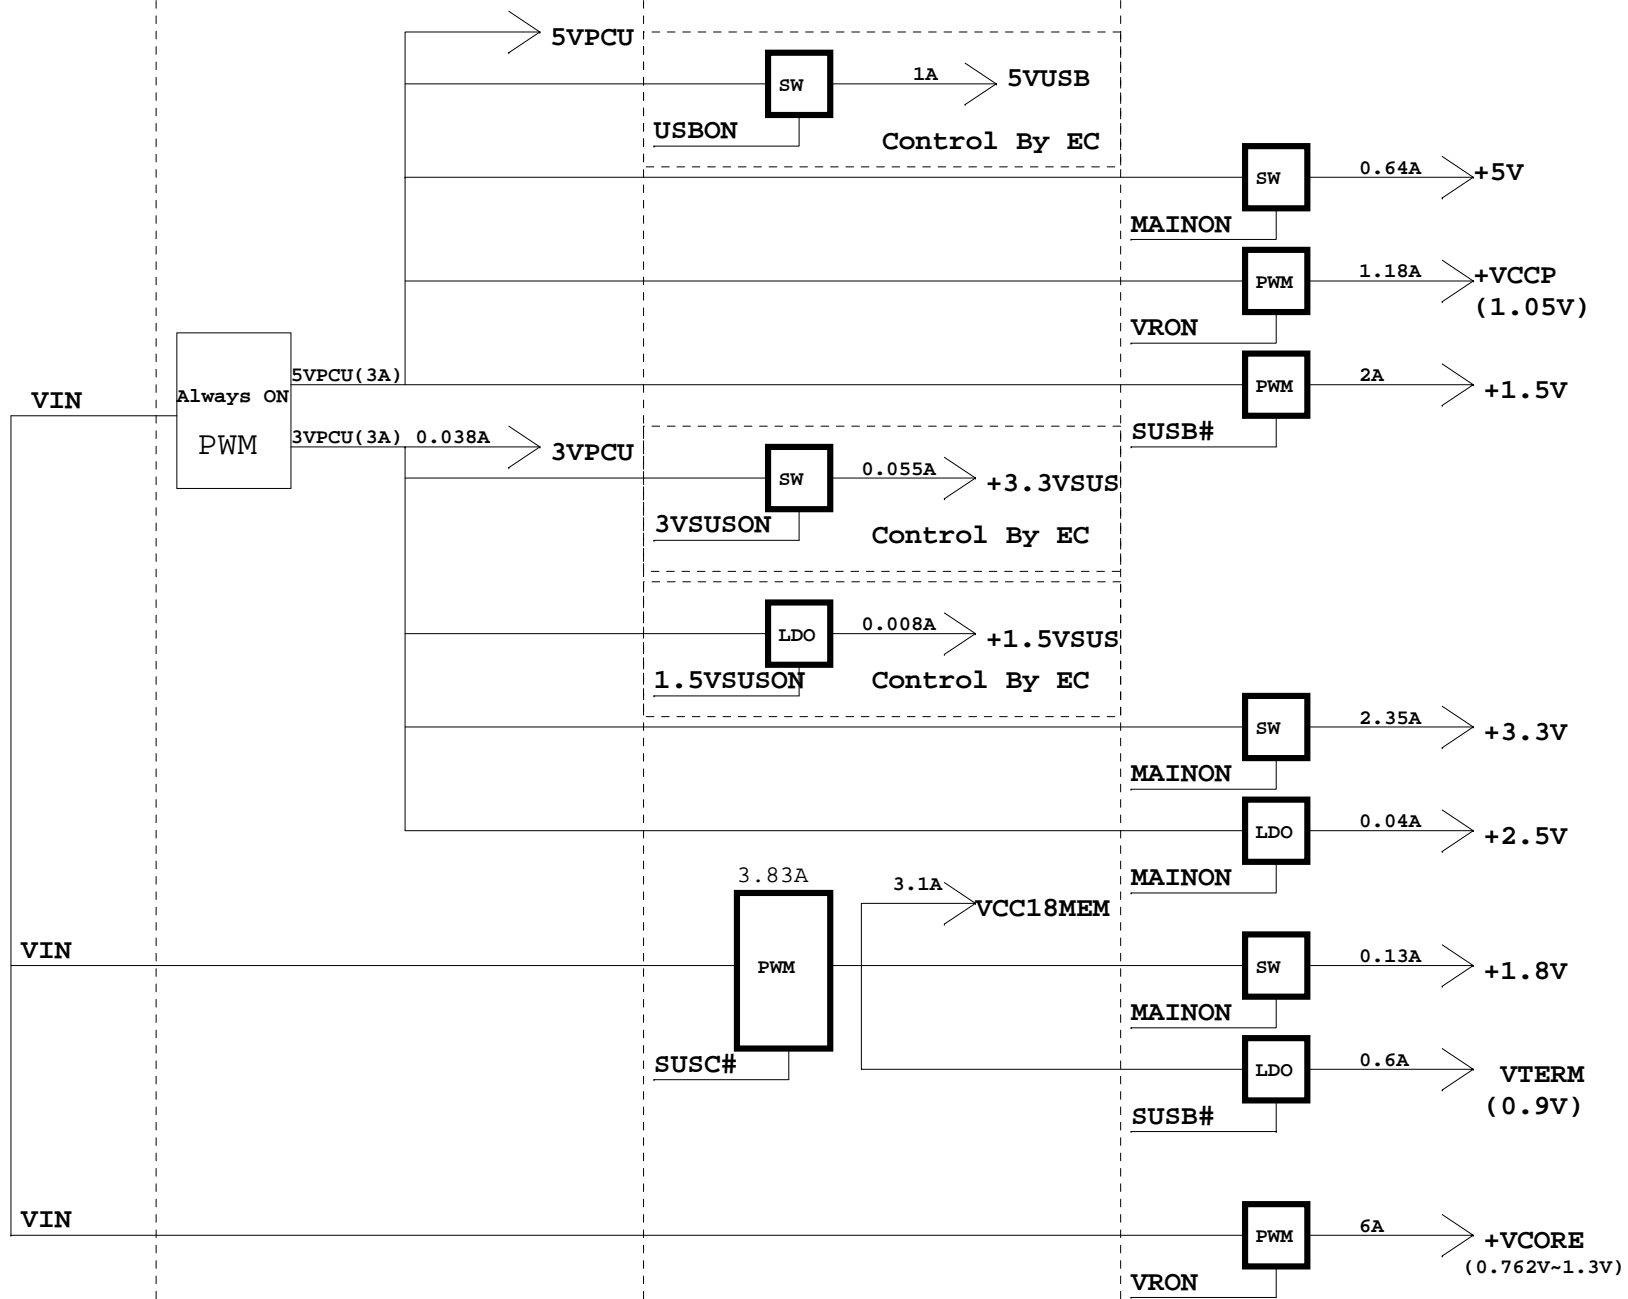 5VPCU
SW
1A
5VUSB
USBON
Control By EC
SW
0.64A
+5V
MAINON
PWM
1.18A
+VCCP
(1.05V)
VRON
5VPCU(3A)
PWM
2A
+1.5V
SUSB#
VIN
Always ON
PWM
3VPCU(3A)
0.038A
3VPCU
SW
0.055A
+3.3VSUS
3VSUSON
Control By EC
LDO
0.008A
+1.5VSUS
1.5VSUSON
Control By EC
SW
2.35A
+3.3V
MAINON
LDO
0.04A
+2.5V
MAINON
3.83A
3.1A
VCC18MEM
VIN
PWM
SW
0.13A
+1.8V
MAINON
SUSC#
LDO
0.6A
VTERM
(0.9V)
SUSB#
VIN
PWM
6A
+VCORE
(0.762V~1.3V)
VRON